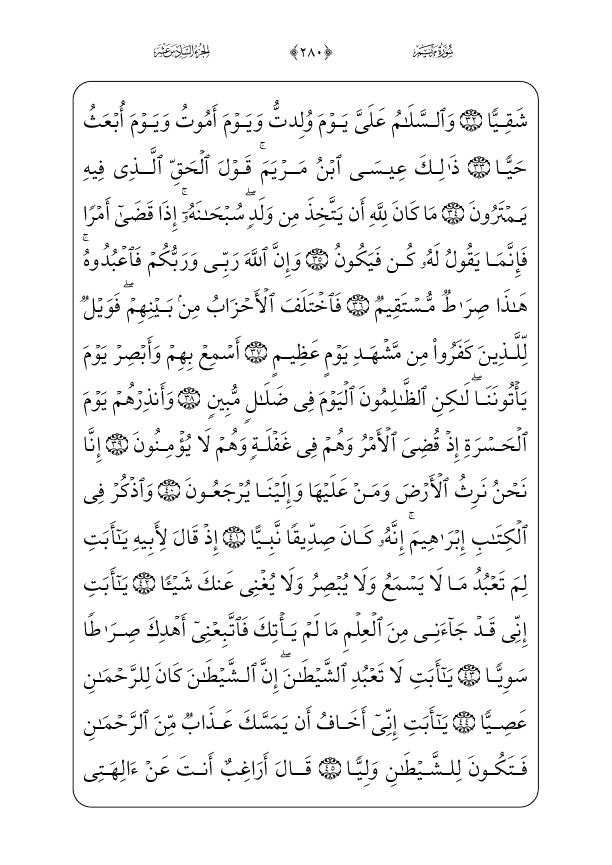 سُورَةُ مَرۡيَمَ ﴿٢٨٠﴾ الجُزءُ السَّادِسَ عَشَرَ
شَقِيّٗا ٣٢ وَٱلسَّلَٰمُ عَلَيَّ يَوۡمَ وُلِدتُّ وَيَوۡمَ أَمُوتُ وَيَوۡمَ أُبۡعَثُ
حَيّٗا ٣٣ ذَٰلِكَ عِيسَى ٱبۡنُ مَرۡيَمَۚ قَوۡلَ ٱلۡحَقِّ ٱلَّذِي فِيهِ
يَمۡتَرُونَ ٣٤ مَا كَانَ لِلَّهِ أَن يَتَّخِذَ مِن وَلَدٖۖ سُبۡحَٰنَهُۥٓۚ إِذَا قَضَىٰٓ أَمۡرٗا
فَإِنَّمَا يَقُولُ لَهُۥ كُن فَيَكُونُ ٣٥ وَإِنَّ ٱللَّهَ رَبِّي وَرَبُّكُمۡ فَٱعۡبُدُوهُۚ
هَٰذَا صِرَٰطٞ مُّسۡتَقِيمٞ ٣٦ فَٱخۡتَلَفَ ٱلۡأَحۡزَابُ مِنۢ بَيۡنِهِمۡۖ فَوَيۡلٞ
لِّلَّذِينَ كَفَرُواْ مِن مَّشۡهَدِ يَوۡمٍ عَظِيمٍ ٣٧ أَسۡمِعۡ بِهِمۡ وَأَبۡصِرۡ يَوۡمَ
يَأۡتُونَنَاۖ لَٰكِنِ ٱلظَّٰلِمُونَ ٱلۡيَوۡمَ فِي ضَلَٰلٖ مُّبِينٖ ٣٨ وَأَنذِرۡهُمۡ يَوۡمَ
ٱلۡحَسۡرَةِ إِذۡ قُضِيَ ٱلۡأَمۡرُ وَهُمۡ فِي غَفۡلَةٖ وَهُمۡ لَا يُؤۡمِنُونَ ٣٩ إِنَّا
نَحۡنُ نَرِثُ ٱلۡأَرۡضَ وَمَنۡ عَلَيۡهَا وَإِلَيۡنَا يُرۡجَعُونَ ٤٠ وَٱذۡكُرۡ فِي
ٱلۡكِتَٰبِ إِبۡرَٰهِيمَۚ إِنَّهُۥ كَانَ صِدِّيقٗا نَّبِيًّا ٤١ إِذۡ قَالَ لِأَبِيهِ يَٰٓأَبَتِ
لِمَ تَعۡبُدُ مَا لَا يَسۡمَعُ وَلَا يُبۡصِرُ وَلَا يُغۡنِي عَنكَ شَيۡـٔٗا ٤٢ يَٰٓأَبَتِ
إِنِّي قَدۡ جَآءَنِي مِنَ ٱلۡعِلۡمِ مَا لَمۡ يَأۡتِكَ فَٱتَّبِعۡنِيٓ أَهۡدِكَ صِرَٰطٗا
سَوِيّٗا ٤٣ يَٰٓأَبَتِ لَا تَعۡبُدِ ٱلشَّيۡطَٰنَۖ إِنَّ ٱلشَّيۡطَٰنَ كَانَ لِلرَّحۡمَٰنِ
عَصِيّٗا ٤٤ يَٰٓأَبَتِ إِنِّيٓ أَخَافُ أَن يَمَسَّكَ عَذَابٞ مِّنَ ٱلرَّحۡمَٰنِ
فَتَكُونَ لِلشَّيۡطَٰنِ وَلِيّٗا ٤٥ قَالَ أَرَاغِبٌ أَنتَ عَنۡ ءَالِهَتِي